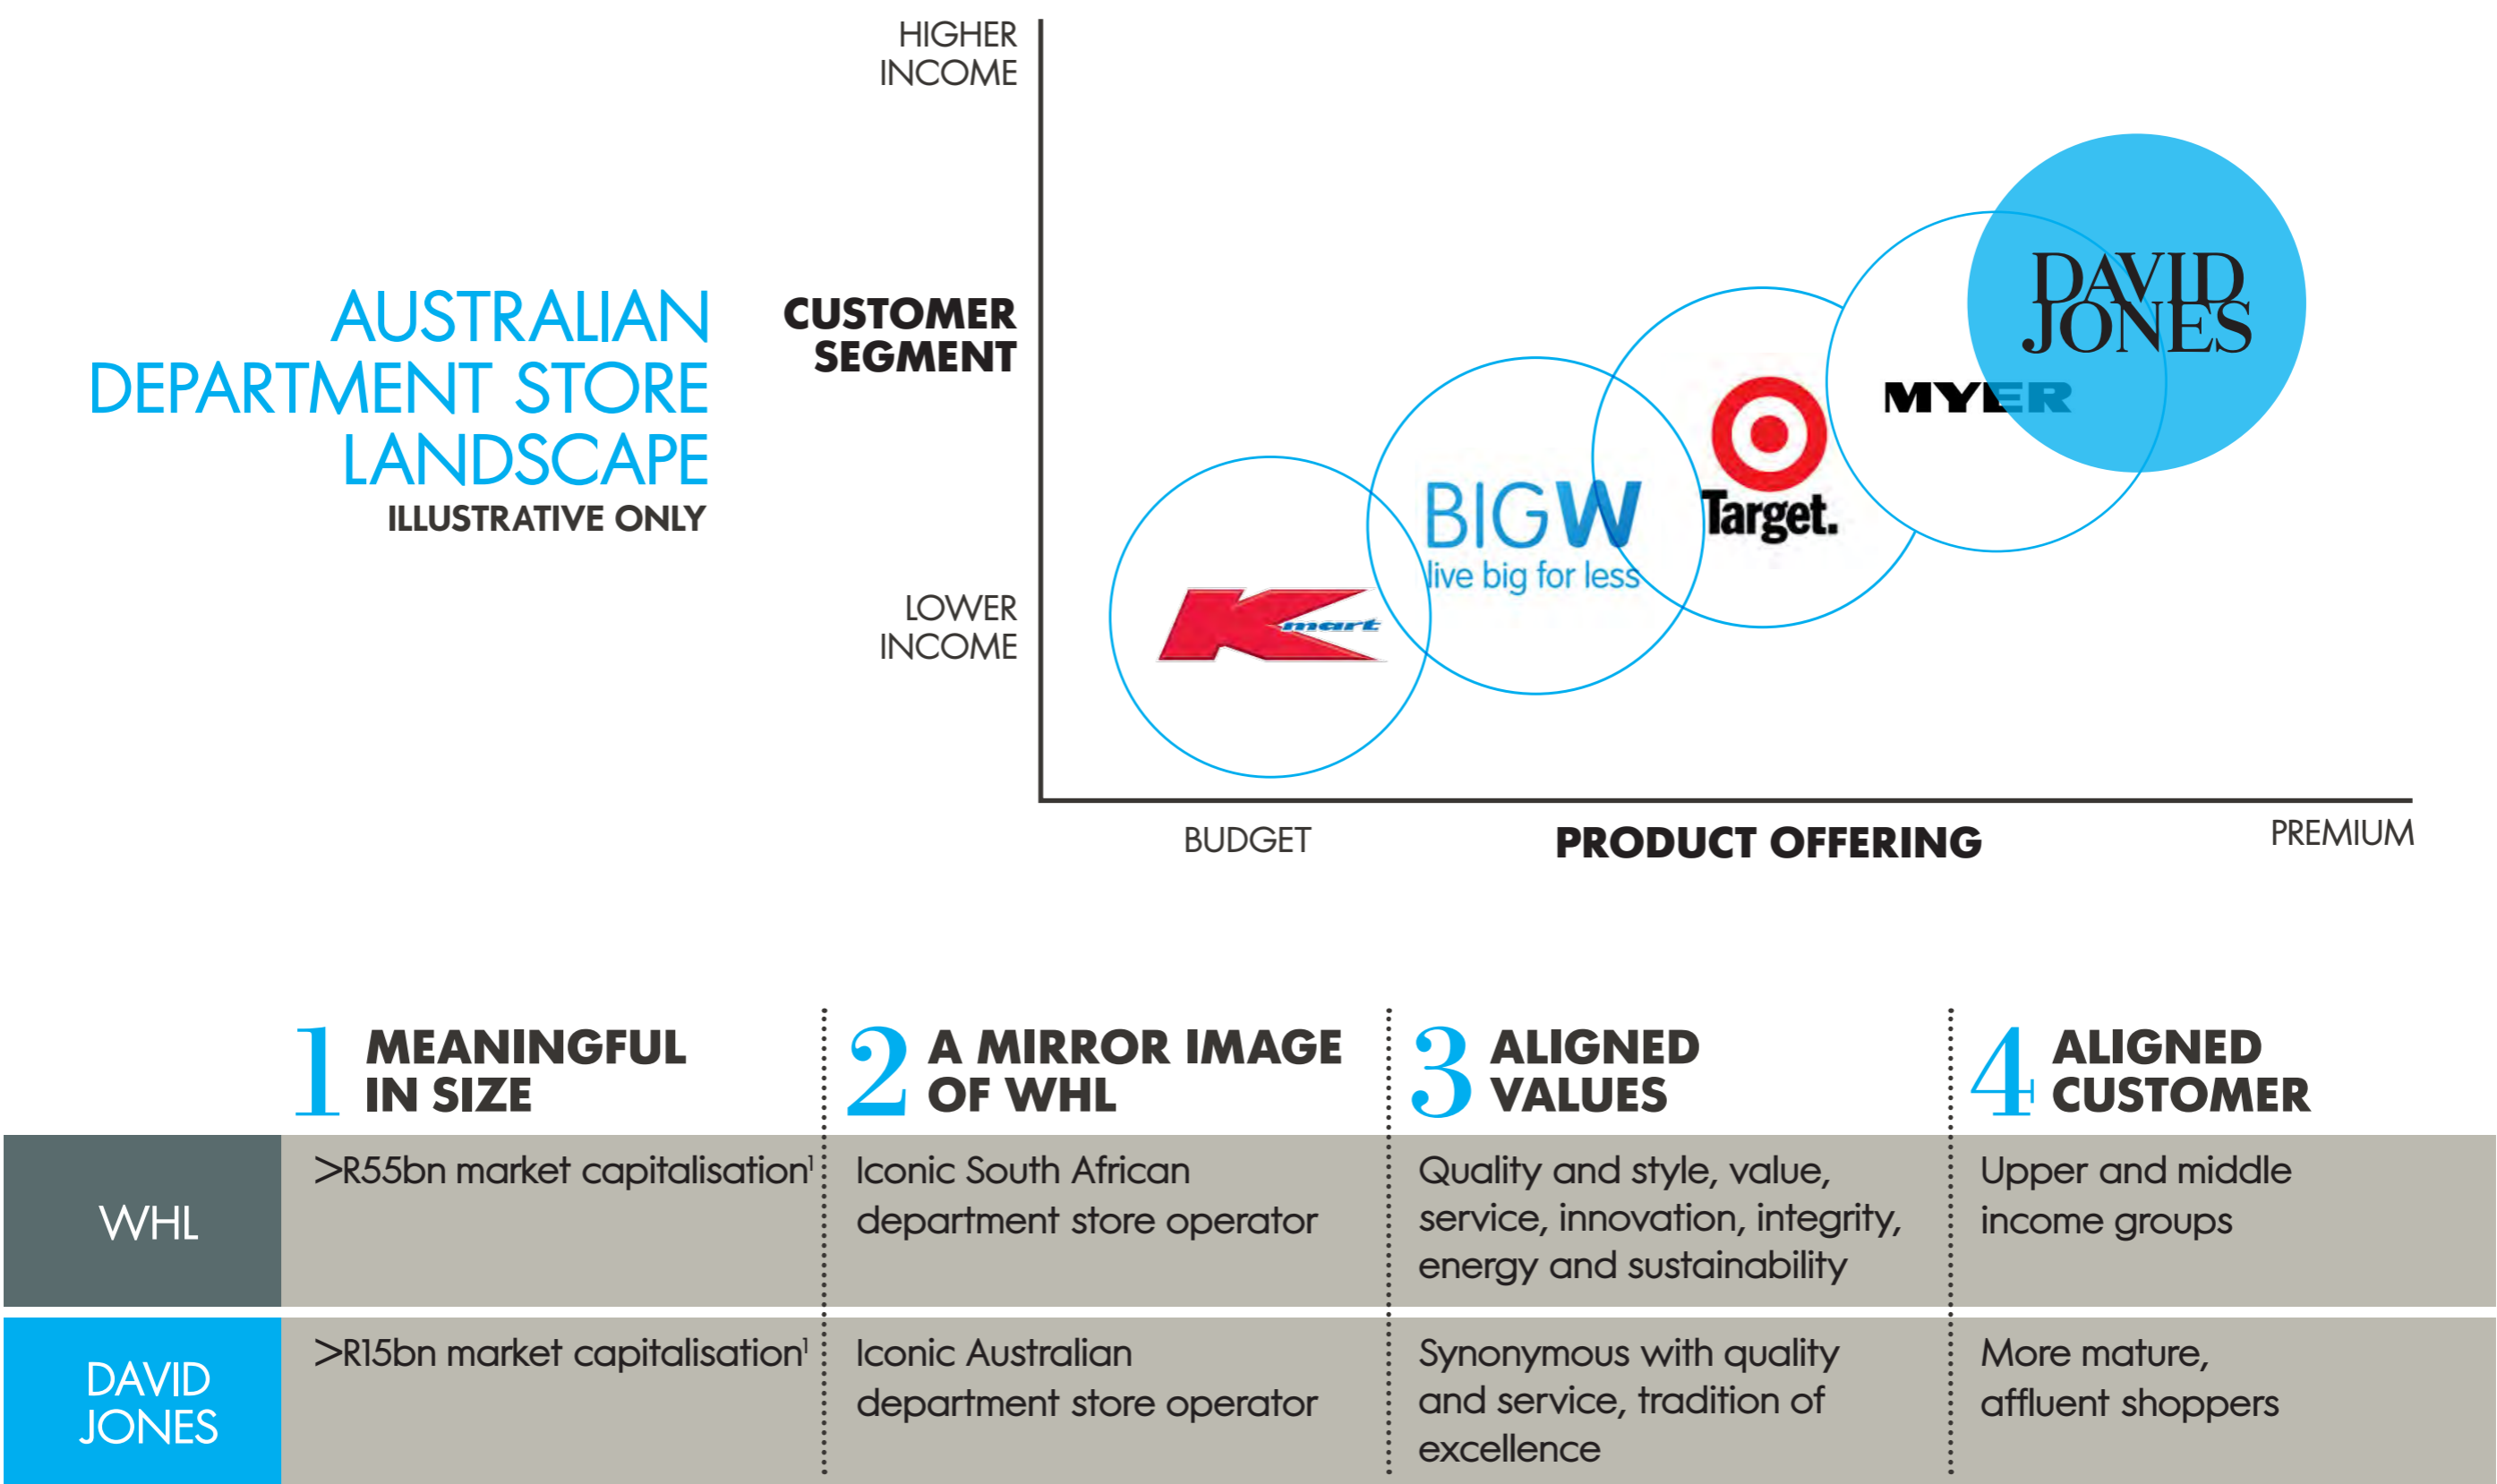 HIGHER
INCOME
AUSTRALIAN
DEPARTMENT STORE
LANDSCAPE
ILLUSTRATIVE ONLY
CUSTOMER
SEGMENT
LOWER
INCOME
Kmart
BIGW
live big for less
Target.
MYER
DAVID
JONES
BUDGET
PRODUCT OFFERING
PREMIUM
1 MEANINGFUL
IN SIZE
2 A MIRROR IMAGE
OF WHL
3 ALIGNED
VALUES
4 ALIGNED
CUSTOMER
WHL
>R55bn market capitalisation¹
Iconic South African
department store operator
Quality and style, value,
service, innovation, integrity,
energy and sustainability
Upper and middle
income groups
DAVID
JONES
>R15bn market capitalisation¹
Iconic Australian
department store operator
Synonymous with quality
and service, tradition of
excellence
More mature,
affluent shoppers